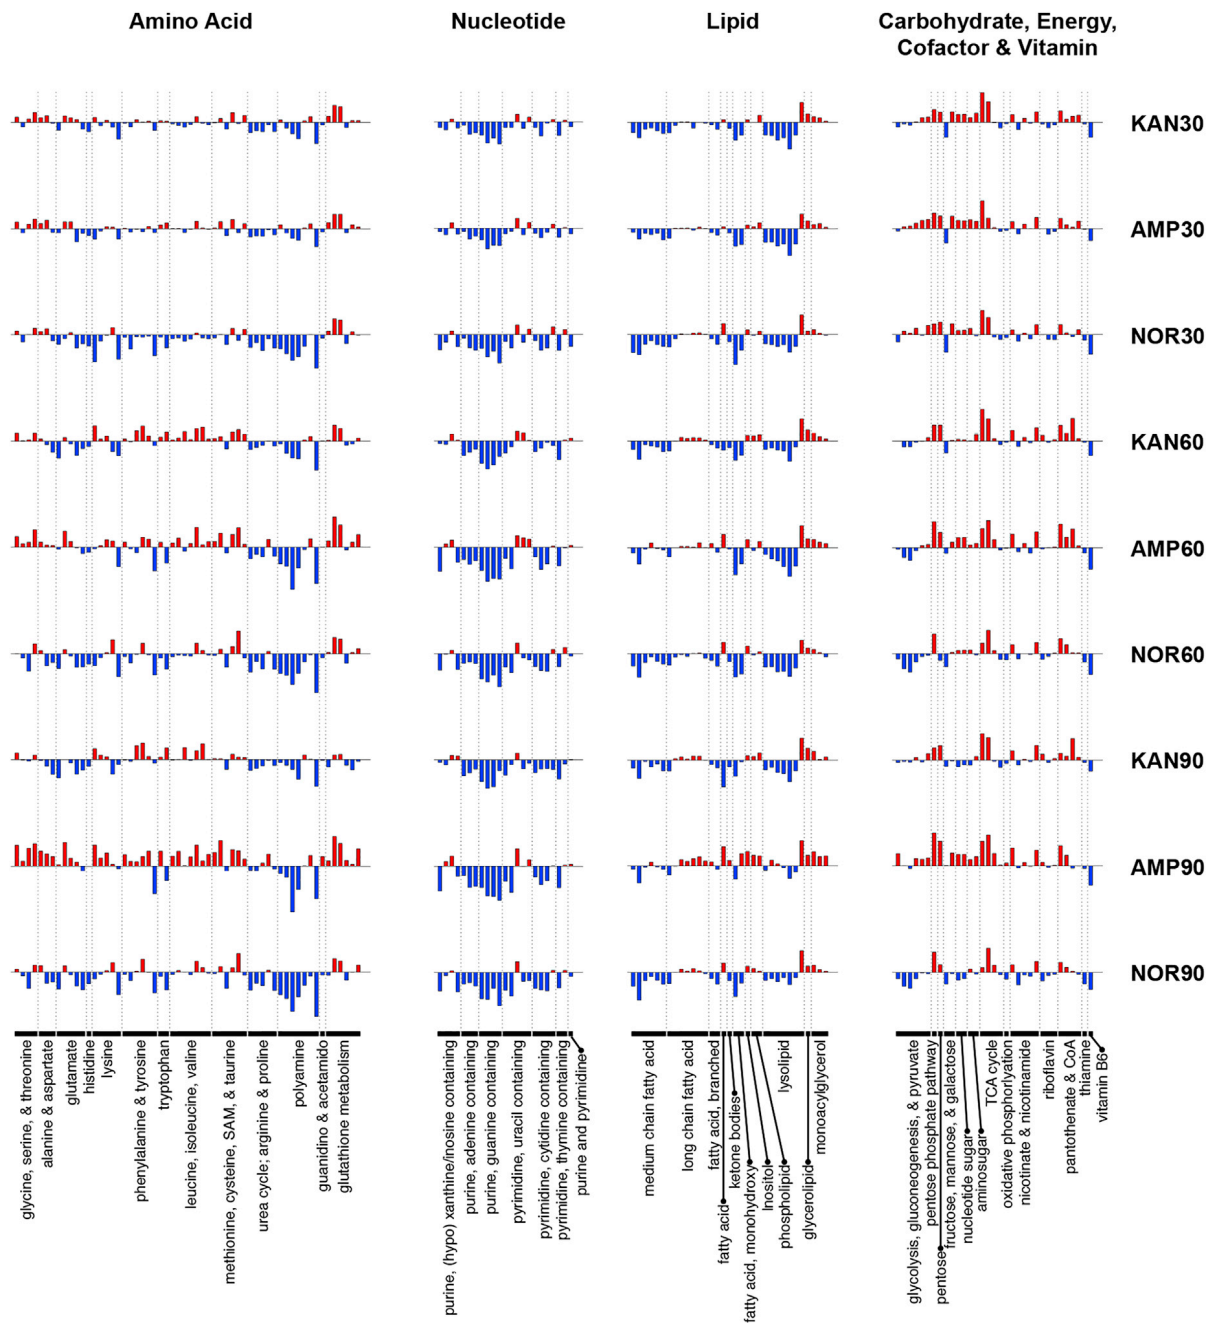 Amino Acid
Nucleotide
Lipid
Carbohydrate, Energy,
Cofactor & Vitamin
KAN30
AMP30
NOR30
KAN60
AMP60
NOR60
KAN90
AMP90
NOR90
glycine, serine, & threonine
alanine & aspartate
glutamate
histidine
lysine
phenylalanine & tyrosine
tryptophan
leucine, isoleucine, valine
methionine, cysteine, SAM, & taurine
urea cycle; arginine & proline
polyamine
guanidino & acetamido
glutathione metabolism
purine, (hypo) xanthine/inosine containing
purine, adenine containing
purine, guanine containing
pyrimidine, uracil containing
pyrimidine, cytidine containing
pyrimidine, thymine containing
purine and pyrimidine
medium chain fatty acid
long chain fatty acid
fatty acid, branched
fatty acid
ketone bodies
fatty acid, monohydroxy
Inositol
phospholipid
lysolipid
glycerolipid
monoacylglycerol
glycolysis, gluconeogenesis, & pyruvate
pentose phosphate pathway
pentose
fructose, mannose, & galactose
nucleotide sugar
aminosugar
TCA cycle
oxidative phosphorlyation
nicotinate & nicotinamide
riboflavin
pantothenate & CoA
thiamine
vitamin B6